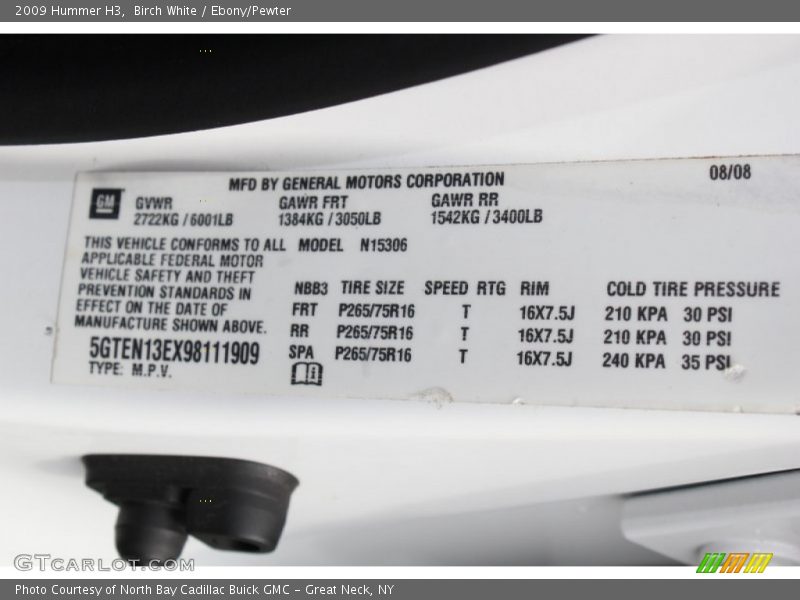 2009 Hummer H3,  Birch White / Ebony/Pewter
MFD BY GENERAL MOTORS CORPORATION 08/08
GM GVWR GAWR FRT GAWR RR
2722KG / 6001LB 1384KG / 3050LB 1542KG / 3400LB
THIS VEHICLE CONFORMS TO ALL MODEL N15306
APPLICABLE FEDERAL MOTOR
VEHICLE SAFETY AND THEFT
PREVENTION STANDARDS IN
EFFECT ON THE DATE OF
MANUFACTURE SHOWN ABOVE.
NBB3 TIRE SIZE SPEED RTG RIM COLD TIRE PRESSURE
FRT P265/75R16 T 16X7.5J 210 KPA 30 PSI
RR P265/75R16 T 16X7.5J 210 KPA 30 PSI
SPA P265/75R16 T 16X7.5J 240 KPA 35 PSI
5GTEN13EX98111909
TYPE: M.P.V.
GTCarLot.com
Photo Courtesy of North Bay Cadillac Buick GMC - Great Neck, NY